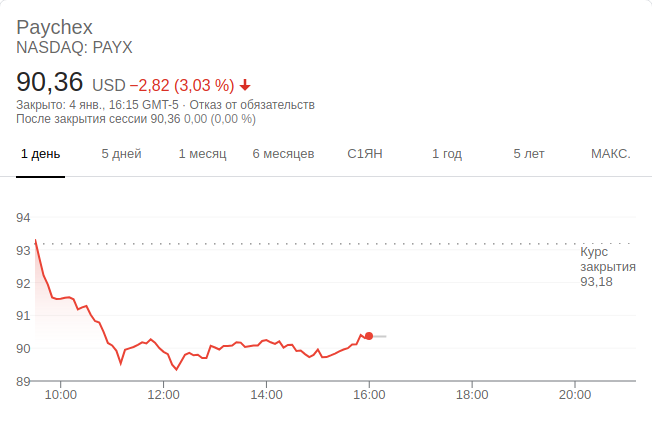 Paychex
NASDAQ: PAYX
90,36 USD −2,82 (3,03 %)
Закрыто: 4 янв., 16:15 GMT-5 · Отказ от обязательств
После закрытия сессии 90,36 0,00 (0,00 %)
1 день 5 дней 1 месяц 6 месяцев С1ЯН 1 год 5 лет МАКС.
94
93
Курс
закрытия
93,18
92
91
90
89
10:00 12:00 14:00 16:00 18:00 20:00